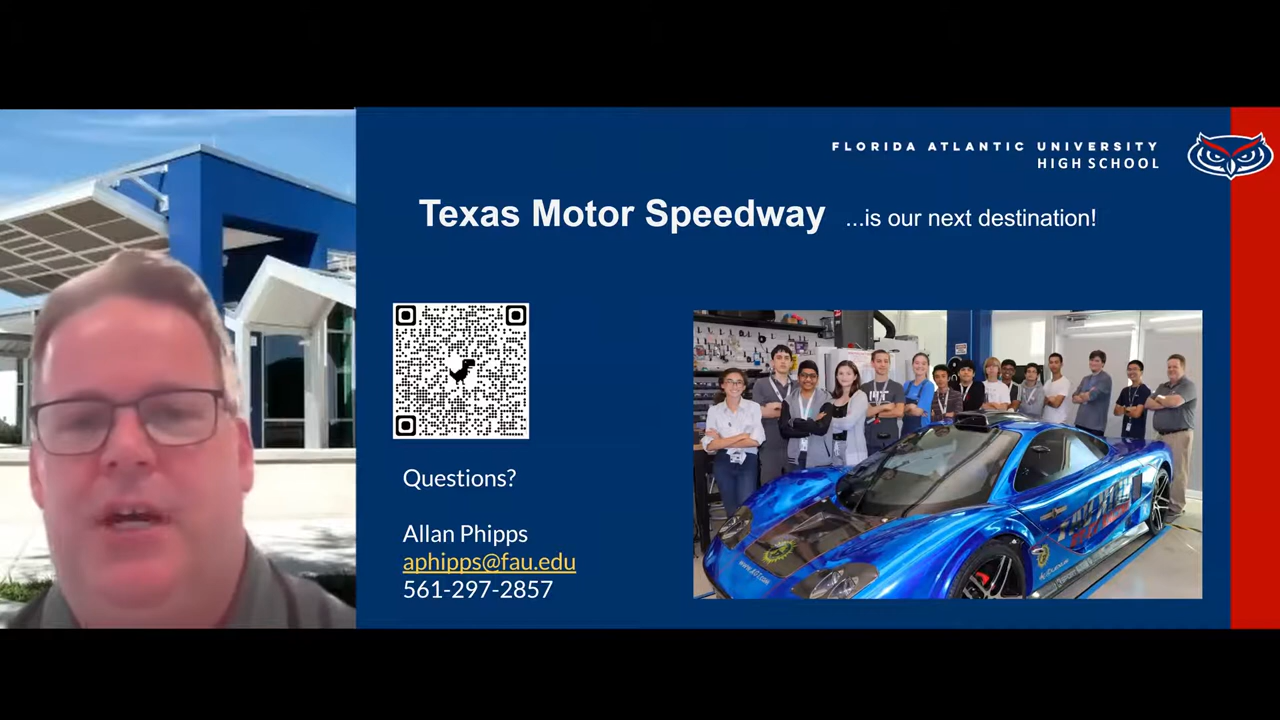 FLORIDA ATLANTIC UNIVERSITY
HIGH SCHOOL
Texas Motor Speedway ...is our next destination!
Questions?
Allan Phipps
aphipps@fau.edu
561-297-2857